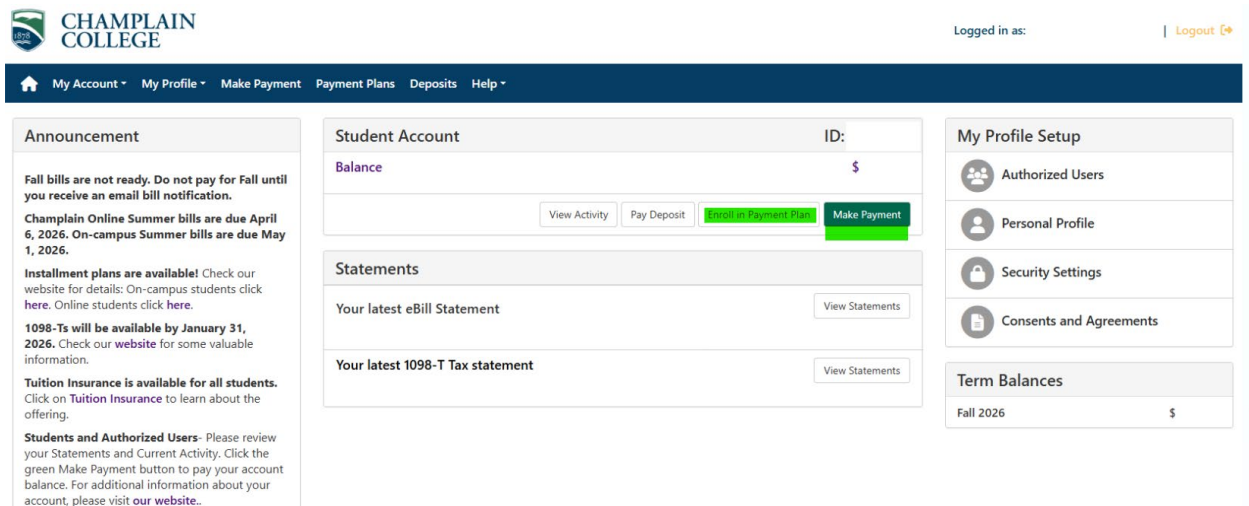 CHAMPLAIN
COLLEGE
1878
Logged in as:
| Logout
My Account My Profile Make Payment Payment Plans Deposits Help
Announcement
Fall bills are not ready. Do not pay for Fall until
you receive an email bill notification.
Champlain Online Summer bills are due April
6, 2026. On-campus Summer bills are due May
1, 2026.
Installment plans are available! Check our
website for details: On-campus students click
here. Online students click here.
1098-Ts will be available by January 31,
2026. Check our website for some valuable
information.
Tuition Insurance is available for all students.
Click on Tuition Insurance to learn about the
offering.
Students and Authorized Users- Please review
your Statements and Current Activity. Click the
green Make Payment button to pay your account
balance. For additional information about your
account, please visit our website..
Student Account ID:
Balance $
View Activity Pay Deposit Enroll in Payment Plan Make Payment
Statements
Your latest eBill Statement View Statements
Your latest 1098-T Tax statement View Statements
My Profile Setup
Authorized Users
Personal Profile
Security Settings
Consents and Agreements
Term Balances
Fall 2026 $